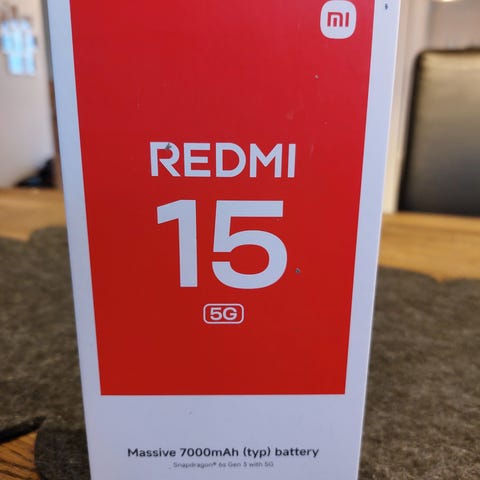 mi
REDMI
15
5G
Massive 7000mAh (typ) battery
Snapdragon® 6s Gen 3 with 5G